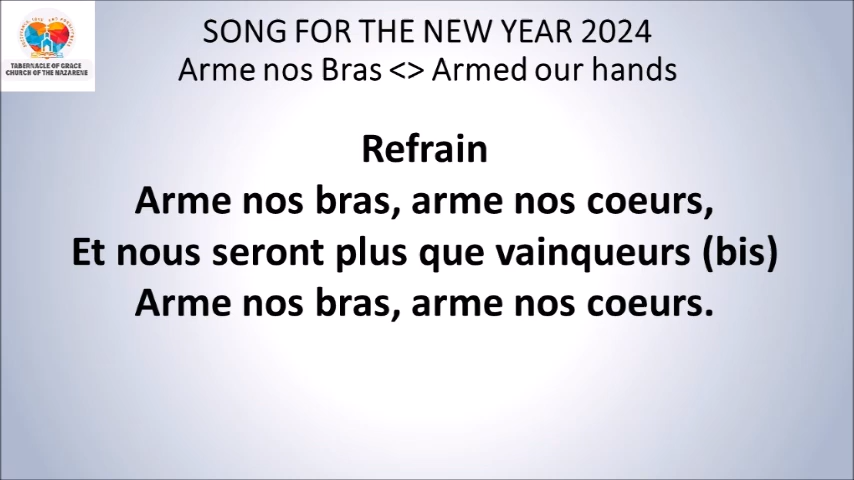 SONG FOR THE NEW YEAR 2024
Arme nos Bras <> Armed our hands
TABERNACLE OF GRACE
CHURCH OF THE NAZARENE
Refrain
Arme nos bras, arme nos coeurs,
Et nous seront plus que vainqueurs (bis)
Arme nos bras, arme nos coeurs.